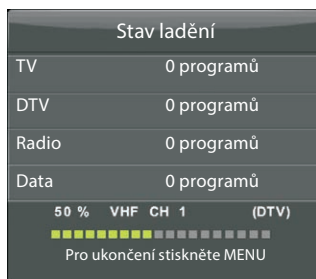 Stav ladění
TV 0 programů
DTV 0 programů
Radio 0 programů
Data 0 programů
50 % VHF CH 1 (DTV)
Pro ukončení stiskněte MENU